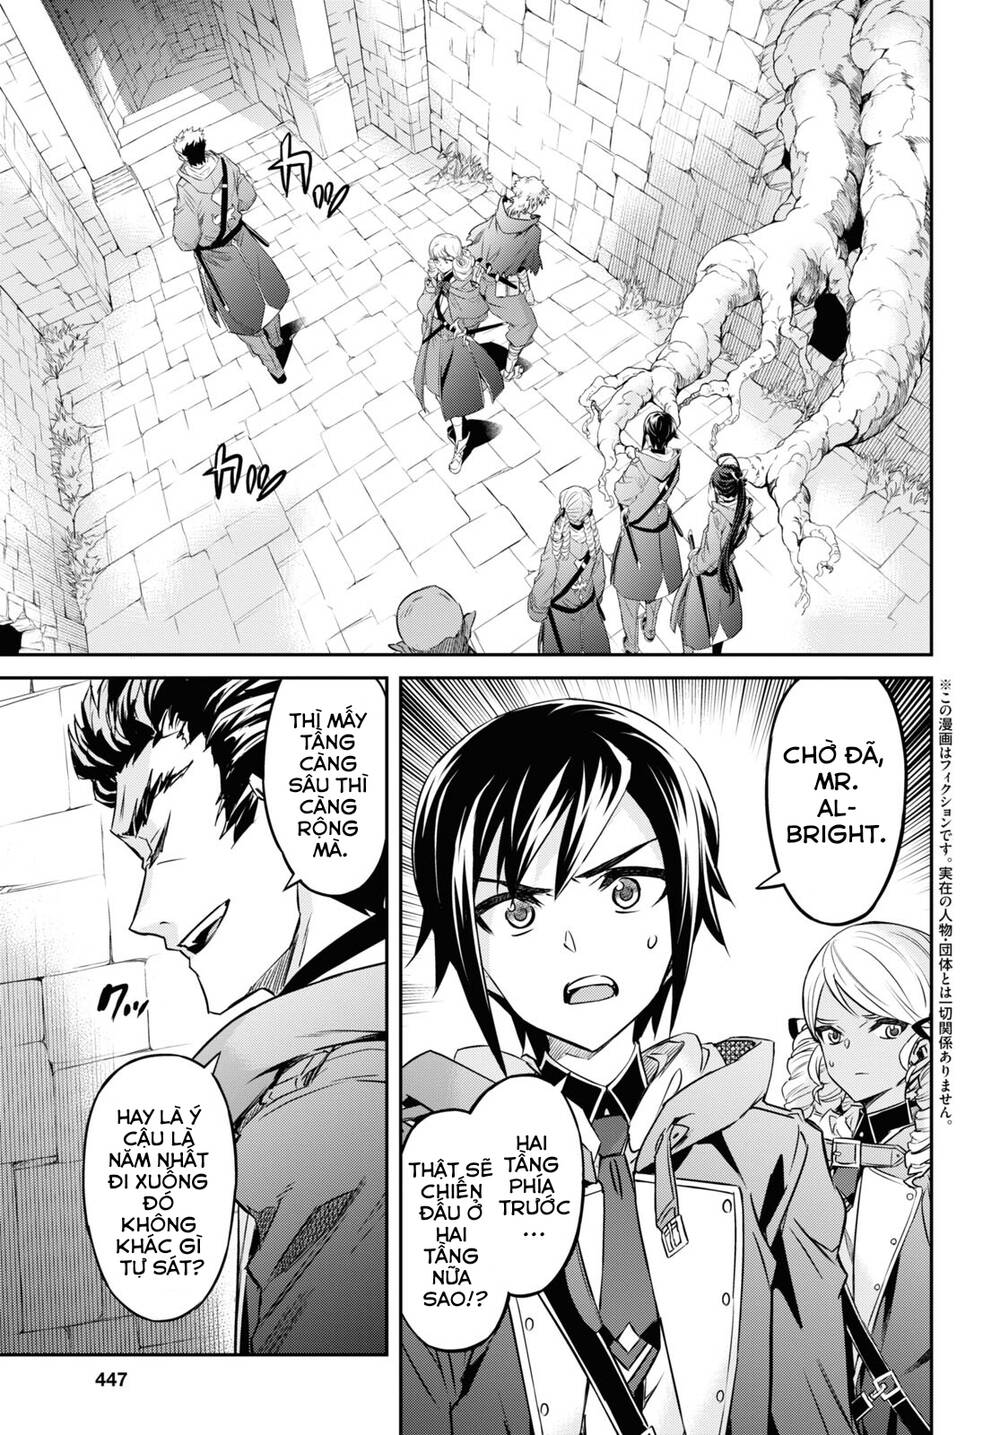 カ
ツッ
カ
ツッ
CHỜ ĐÃ,
MR.
AL-
BRIGHT.
HAI
TẦNG
PHÍA
TRƯỚC
...
THẬT SẼ
CHIẾN
ĐẤU Ở
HAI
TẦNG
NỮA
SAO!?
THÌ MẤY
TẦNG
CÀNG
SÂU THÌ
CÀNG
RỘNG
MÀ.
クッ
HAY LÀ Ý
CẬU LÀ
NĂM NHẤT
ĐI XUỐNG
ĐÓ
KHÔNG
KHÁC GÌ
TỰ SÁT?
※この漫画はフィクションです。実在の人物・団体とは一切関係ありません。
447